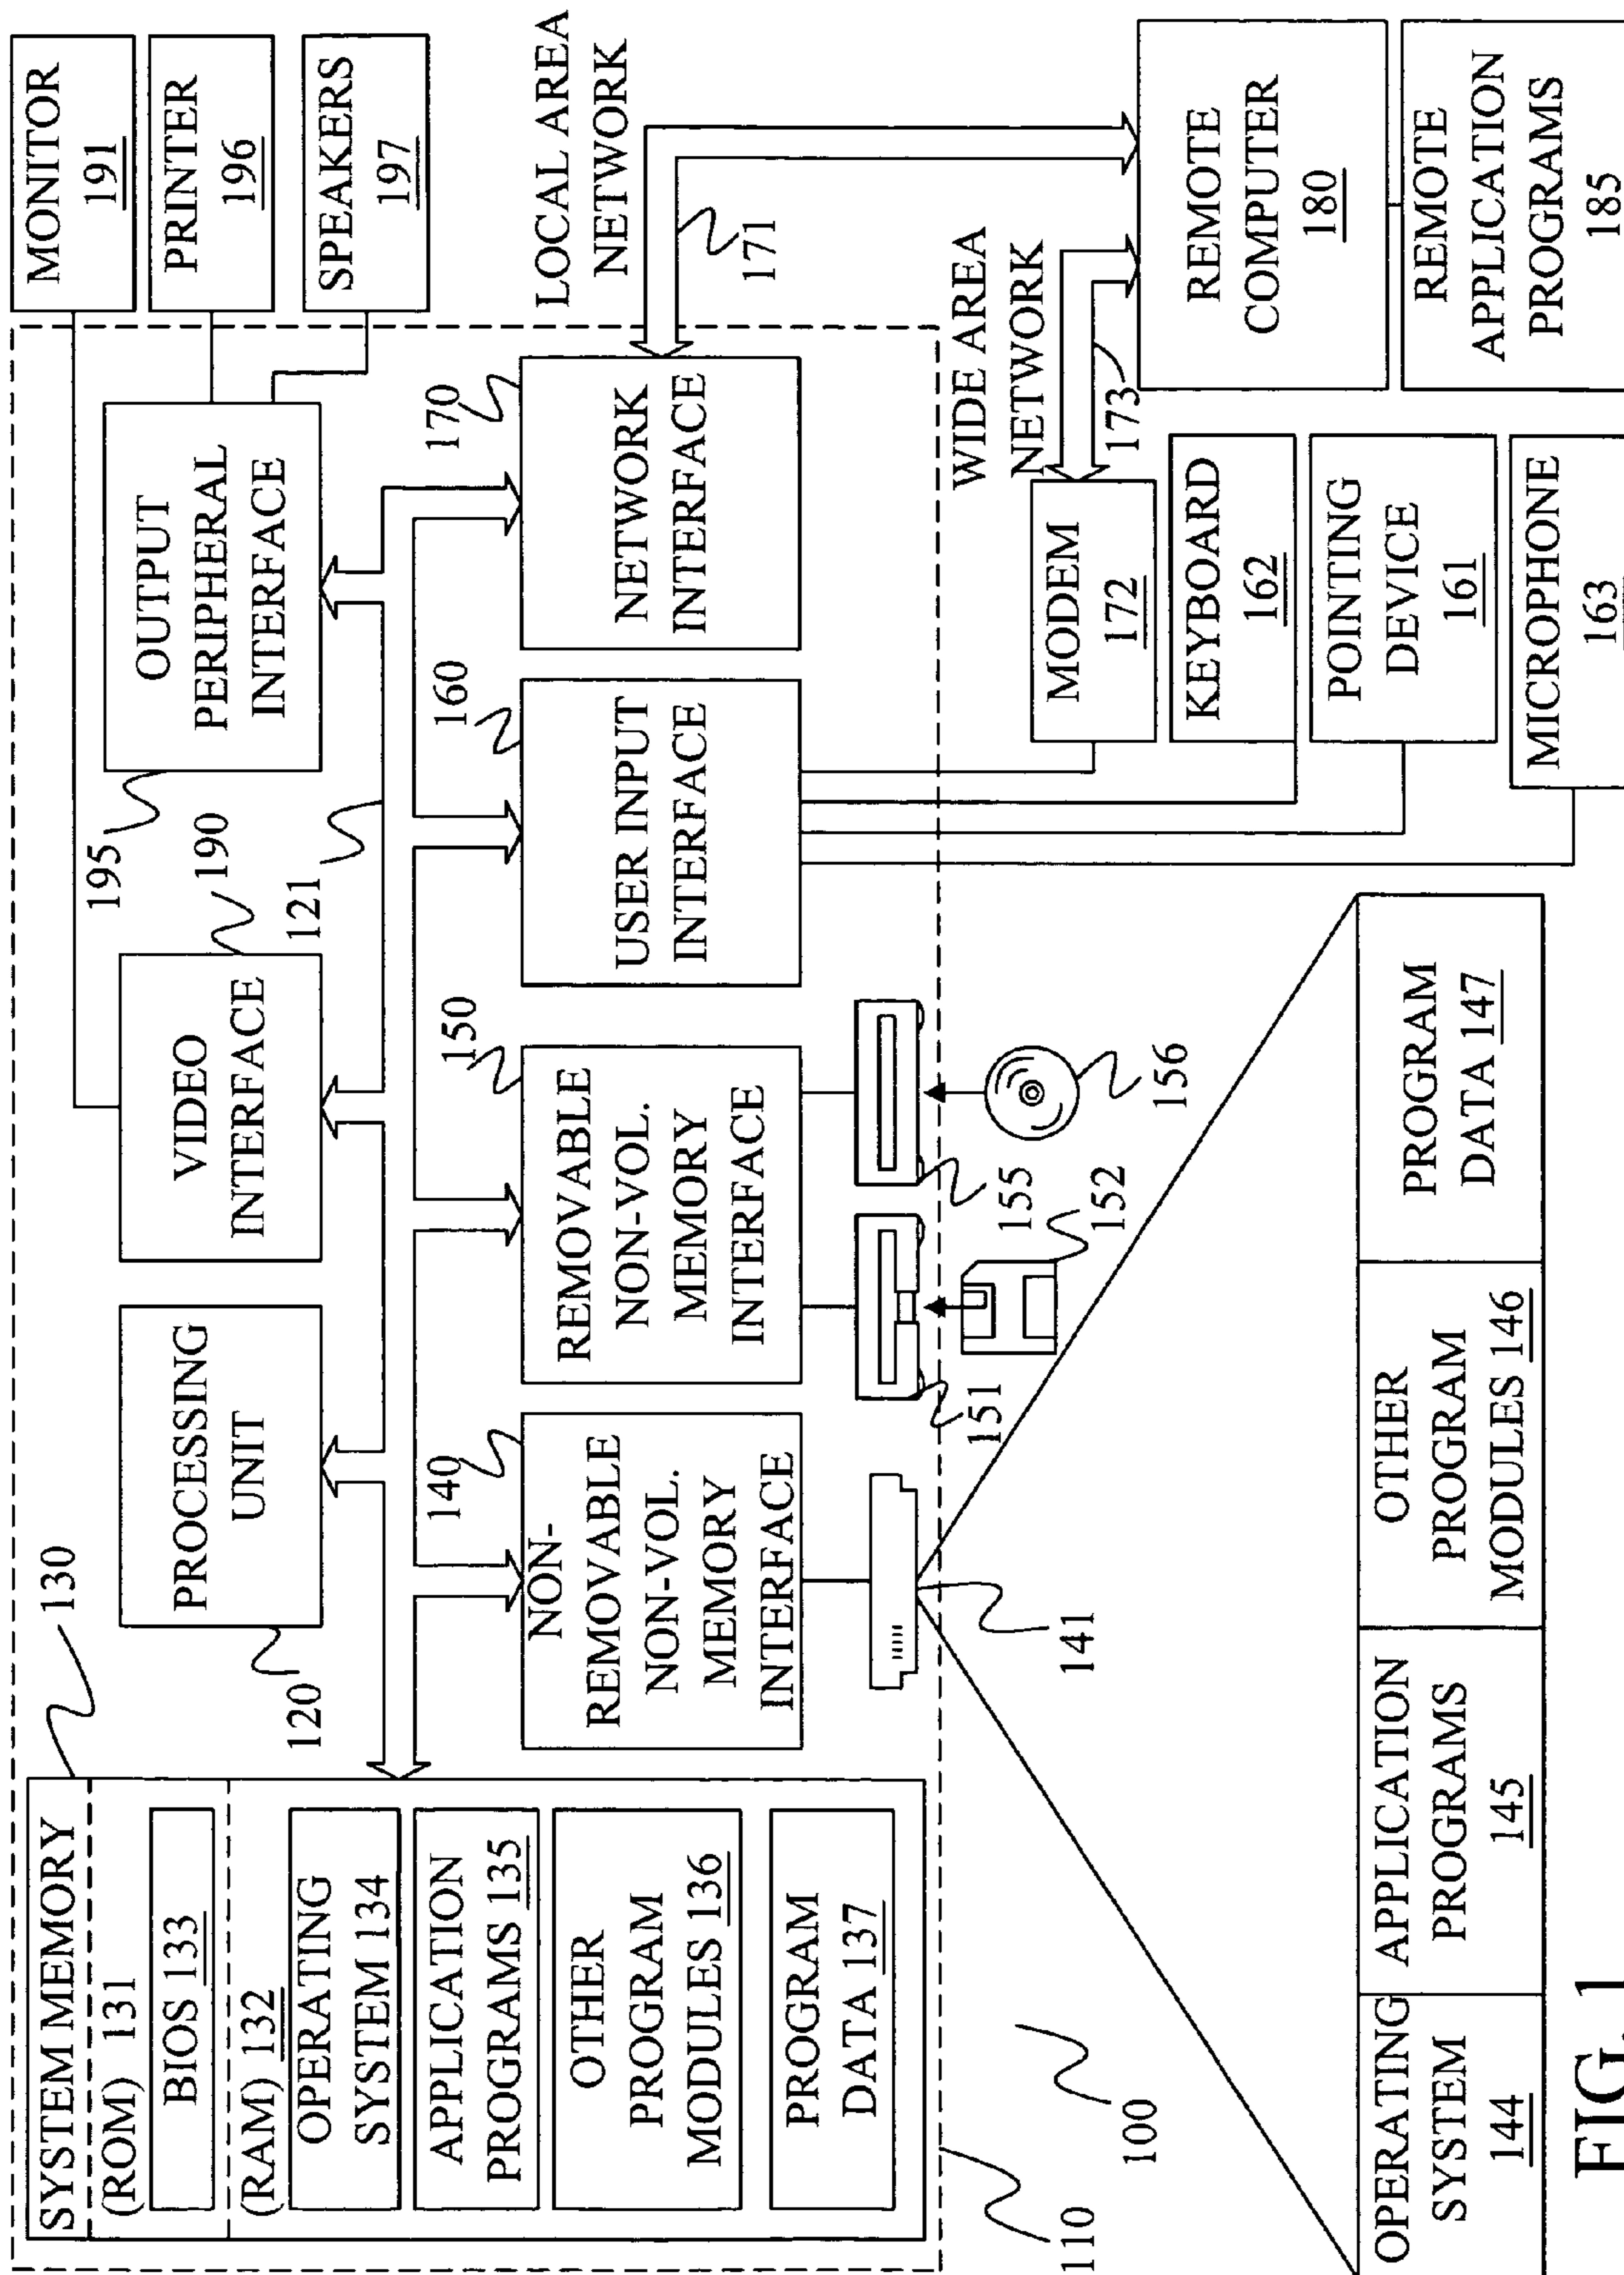 SYSTEM MEMORY
(ROM) 131
BIOS 133
(RAM) 132
OPERATING
SYSTEM 134
APPLICATION
PROGRAMS 135
OTHER
PROGRAM
MODULES 136
PROGRAM
DATA 137
130
120
PROCESSING
UNIT
VIDEO
INTERFACE
190
121
195
OUTPUT
PERIPHERAL
INTERFACE
MONITOR
191
PRINTER
196
SPEAKERS
197
140
NON-
REMOVABLE
NON-VOL.
MEMORY
INTERFACE
150
REMOVABLE
NON-VOL.
MEMORY
INTERFACE
160
USER INPUT
INTERFACE
170
NETWORK
INTERFACE
LOCAL AREA
NETWORK
171
141
151
152
155
156
WIDE AREA
NETWORK
173
MODEM
172
KEYBOARD
162
POINTING
DEVICE
161
MICROPHONE
163
REMOTE
COMPUTER
180
REMOTE
APPLICATION
PROGRAMS
185
110
100
OPERATING
SYSTEM
144
APPLICATION
PROGRAMS
145
OTHER
PROGRAM
MODULES 146
PROGRAM
DATA 147
FIG. 1